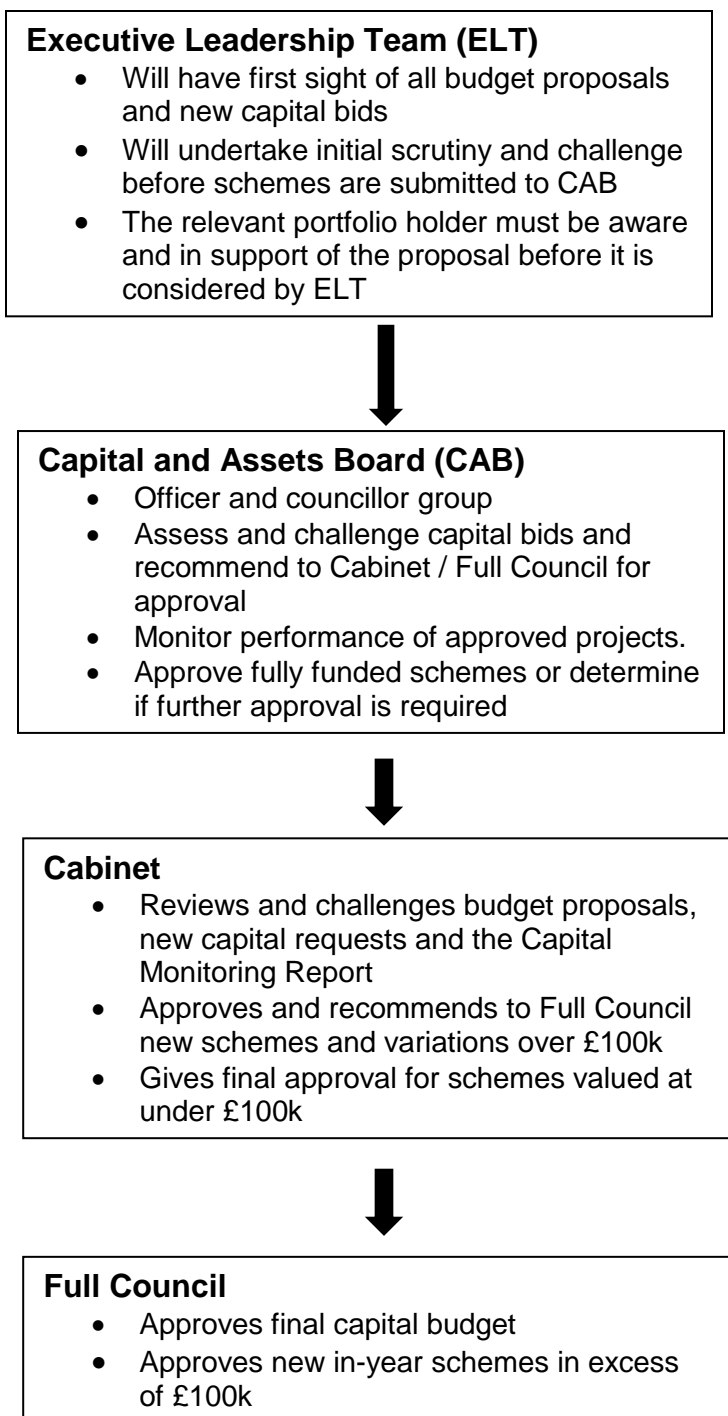 Executive Leadership Team (ELT)
• Will have first sight of all budget proposals
and new capital bids
• Will undertake initial scrutiny and challenge
before schemes are submitted to CAB
• The relevant portfolio holder must be aware
and in support of the proposal before it is
considered by ELT
Capital and Assets Board (CAB)
• Officer and councillor group
• Assess and challenge capital bids and
recommend to Cabinet / Full Council for
approval
• Monitor performance of approved projects.
• Approve fully funded schemes or determine
if further approval is required
Cabinet
• Reviews and challenges budget proposals,
new capital requests and the Capital
Monitoring Report
• Approves and recommends to Full Council
new schemes and variations over £100k
• Gives final approval for schemes valued at
under £100k
Full Council
• Approves final capital budget
• Approves new in-year schemes in excess
of £100k